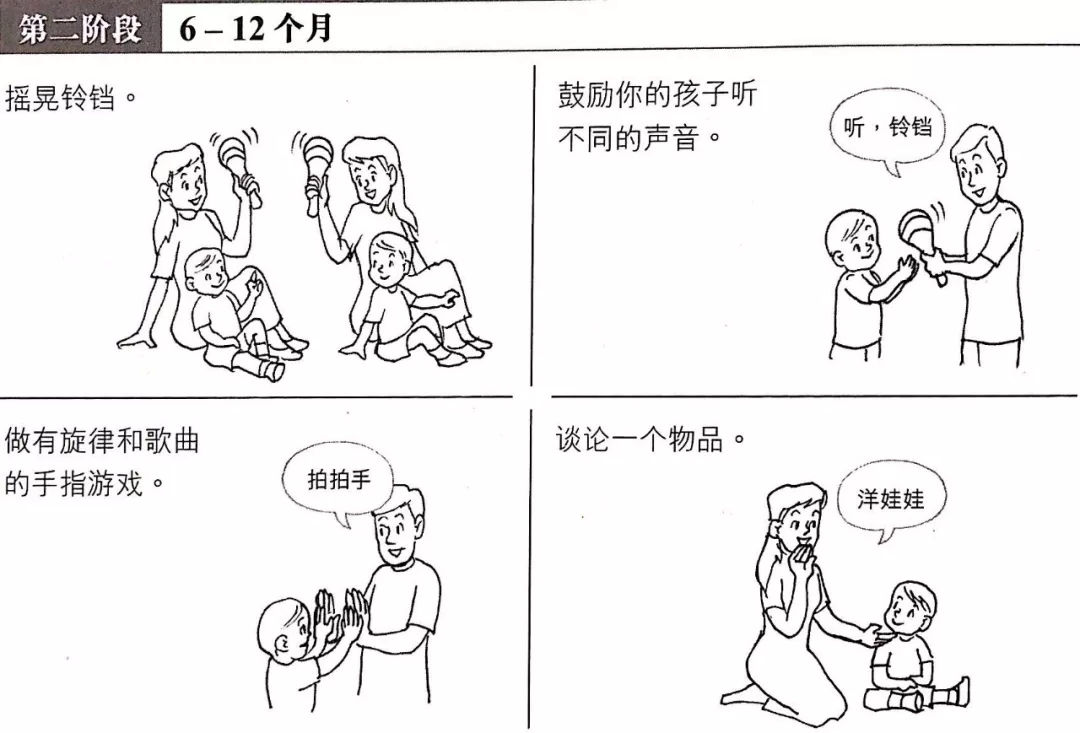 第二阶段 6 – 12 个月
摇晃铃铛。
鼓励你的孩子听
不同的声音。
听，铃铛
做有旋律和歌曲
的手指游戏。
拍拍手
谈论一个物品。
洋娃娃